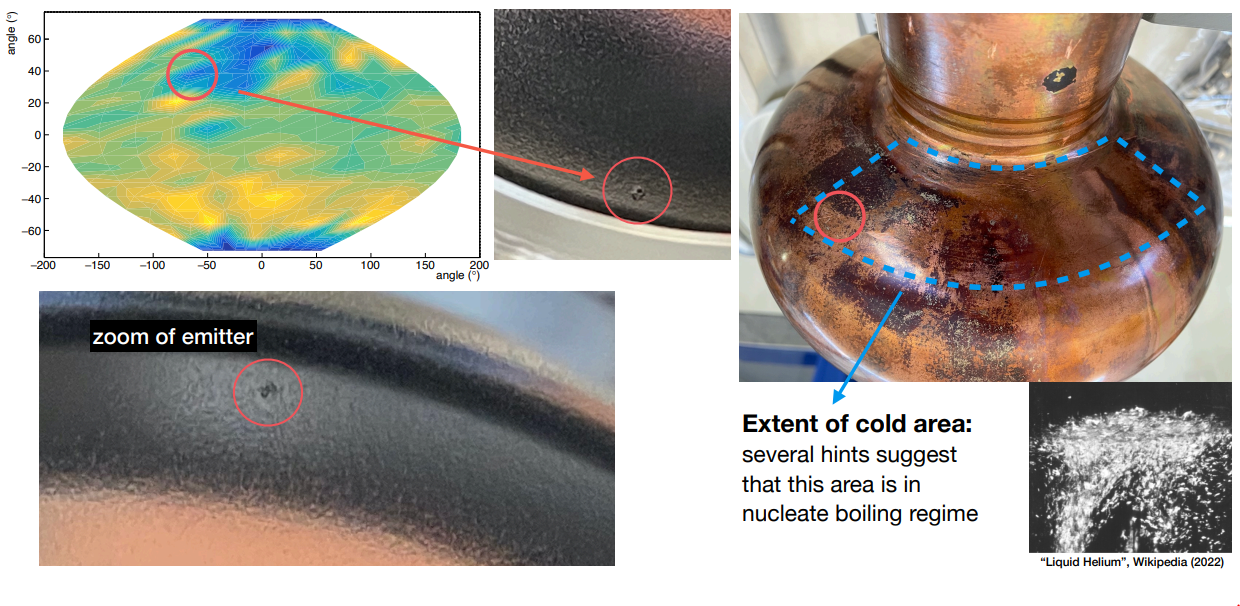 angle (°)
60
40
20
0
−20
−40
−60
−200 −150 −100 −50 0 50 100 150 200
angle (°)
zoom of emitter
Extent of cold area:
several hints suggest
that this area is in
nucleate boiling regime
“Liquid Helium”, Wikipedia (2022)